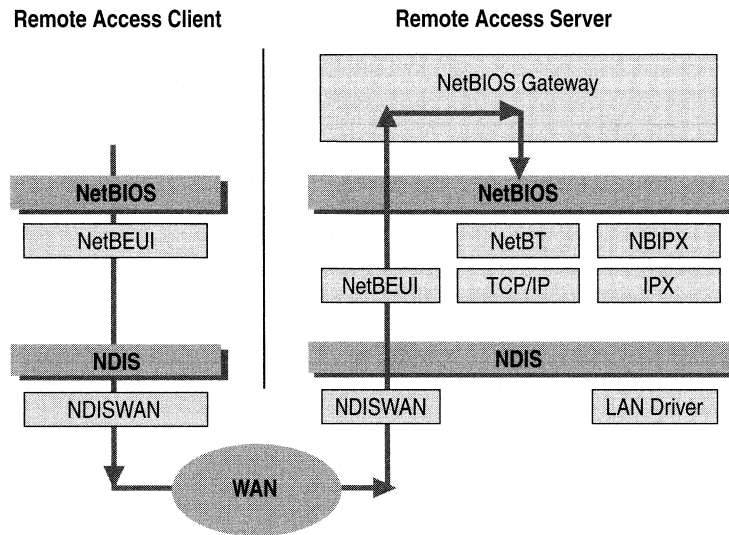 Remote Access Client
Remote Access Server
NetBIOS Gateway
NetBIOS
NetBIOS
NetBEUI
NetBT
NBIPX
NetBEUI
TCP/IP
IPX
NDIS
NDIS
NDISWAN
NDISWAN
LAN Driver
WAN